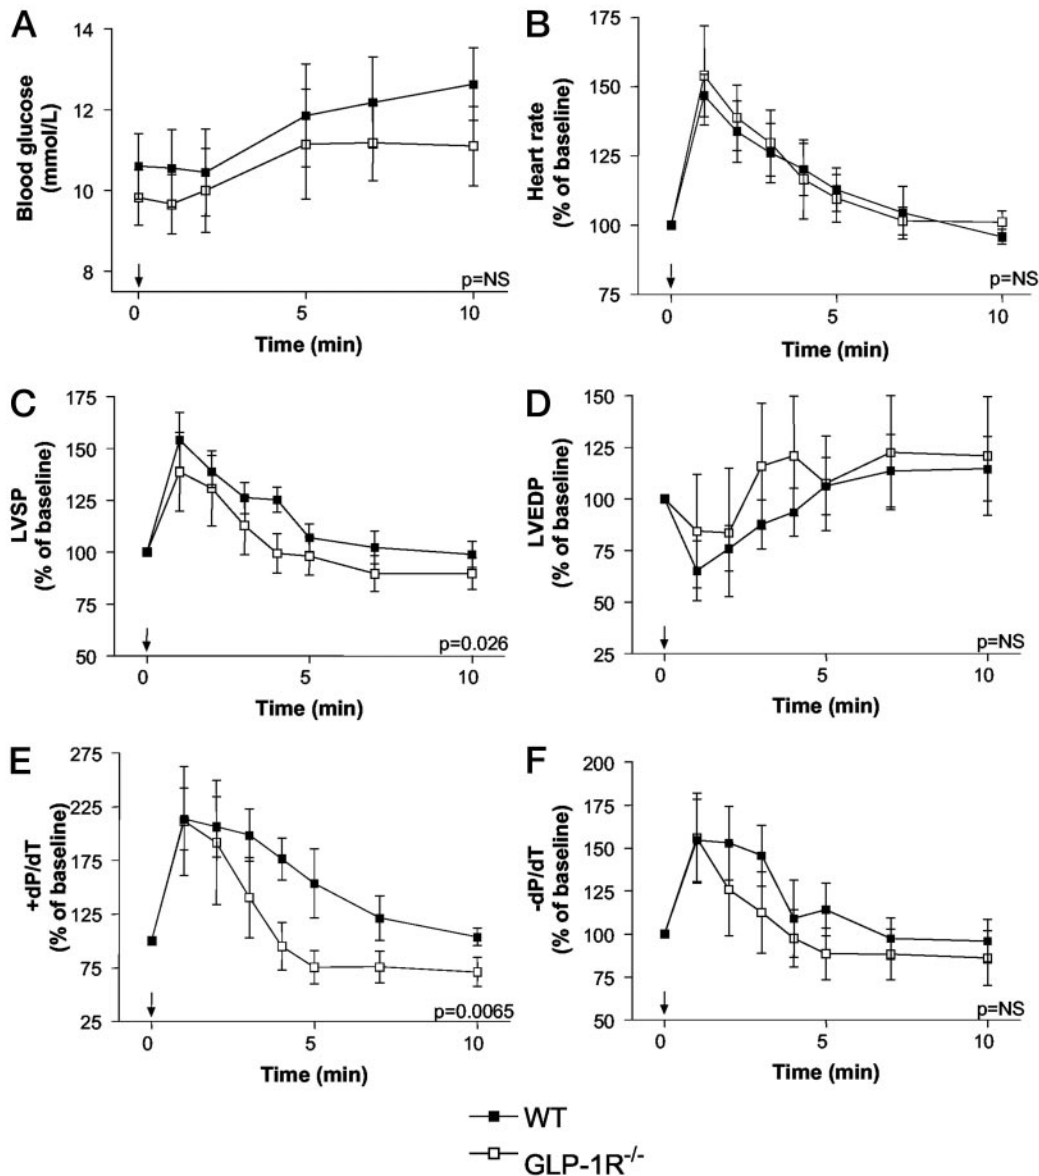 A
Blood glucose
(mmol/L)
14
12
10
8
p=NS
0
5
10
Time (min)
B
Heart rate
(% of baseline)
175
150
125
100
75
p=NS
0
5
10
Time (min)
C
LVSP
(% of baseline)
175
150
125
100
75
50
p=0.026
0
5
10
Time (min)
D
LVEDP
(% of baseline)
150
125
100
75
50
25
p=NS
0
5
10
Time (min)
E
+dP/dT
(% of baseline)
275
225
175
125
75
25
p=0.0065
0
5
10
Time (min)
F
-dP/dT
(% of baseline)
200
175
150
125
100
75
50
p=NS
0
5
10
Time (min)
WT
GLP-1R-/-